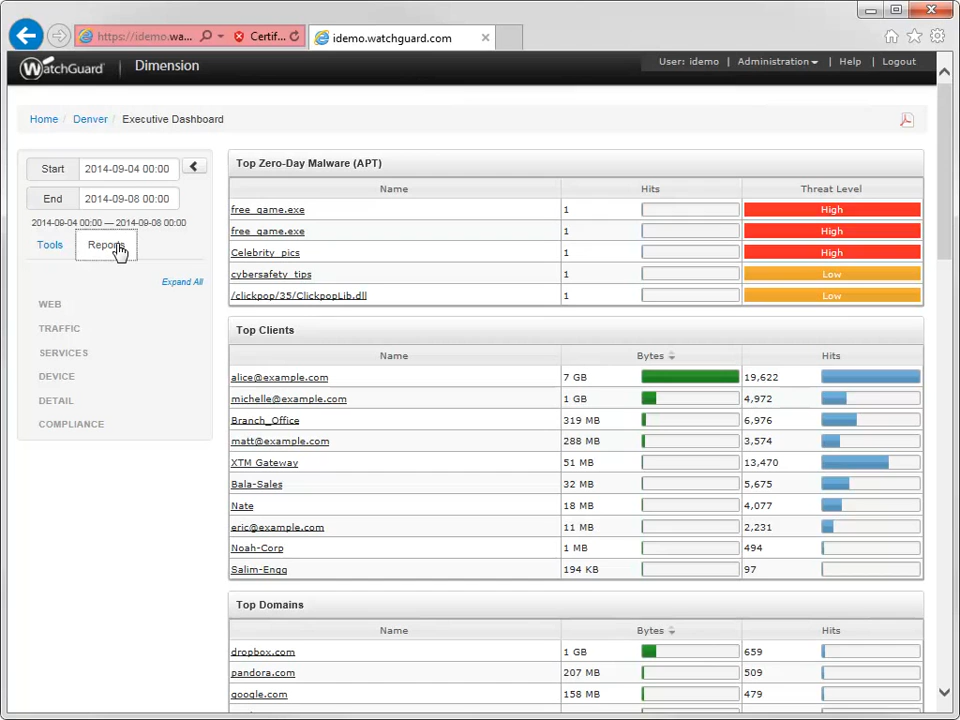 https://idemo.wa... Certif...
idemo.watchguard.com
WatchGuard Dimension
User: idemo Administration Help Logout
Home / Denver / Executive Dashboard
Start 2014-09-04 00:00
End 2014-09-08 00:00
2014-09-04 00:00 — 2014-09-08 00:00
Tools Reports
Expand All
WEB
TRAFFIC
SERVICES
DEVICE
DETAIL
COMPLIANCE
Top Zero-Day Malware (APT)
Name Hits Threat Level
free_game.exe 1 High
free_game.exe 1 High
Celebrity_pics 1 High
cybersafety_tips 1 Low
/clickpop/35/ClickpopLib.dll 1 Low
Top Clients
Name Bytes Hits
alice@example.com 7 GB 19,622
michelle@example.com 1 GB 4,972
Branch_Office 319 MB 6,976
matt@example.com 288 MB 3,574
XTM Gateway 51 MB 13,470
Bala-Sales 32 MB 5,675
Nate 18 MB 4,077
eric@example.com 11 MB 2,231
Noah-Corp 1 MB 494
Salim-Engg 194 KB 97
Top Domains
Name Bytes Hits
dropbox.com 1 GB 659
pandora.com 207 MB 509
google.com 158 MB 479